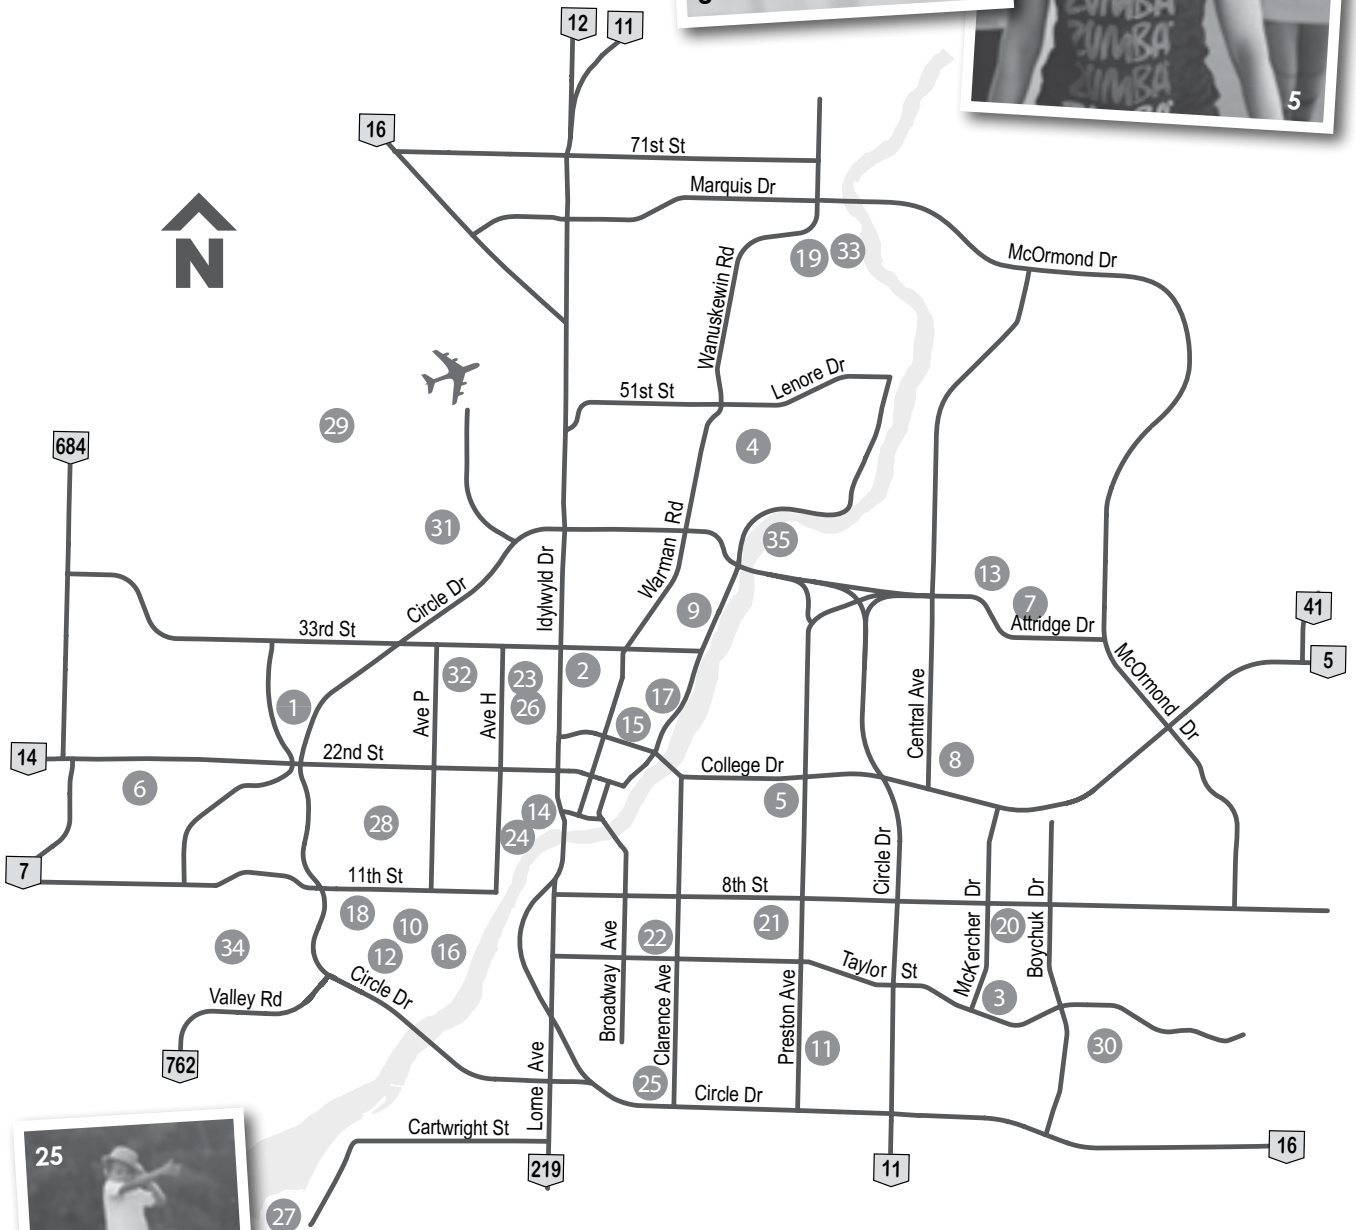 12
11
ZUMBA
ZUMBA
ZUMBA
ZUMBA
5
16
71st St
Marquis Dr
N
19
33
McOrmond Dr
Wanuskewin Rd
51st St
Lenore Dr
29
4
684
31
Warman Rd
35
Idylwyld Dr
Circle Dr
13
7
Attridge Dr
41
5
33rd St
9
1
32
23
26
2
17
15
Ave P
Ave H
Central Ave
McOrmond Dr
14
22nd St
College Dr
8
6
5
28
14
24
Circle Dr
7
11th St
8th St
18
10
12
16
34
22
21
20
McKercher Dr
Boychuk Dr
Broadway Ave
Clarence Ave
Taylor St
3
Valley Rd
Circle Dr
Preston Ave
11
30
762
25
Circle Dr
Lorne Ave
Cartwright St
219
11
16
25
27